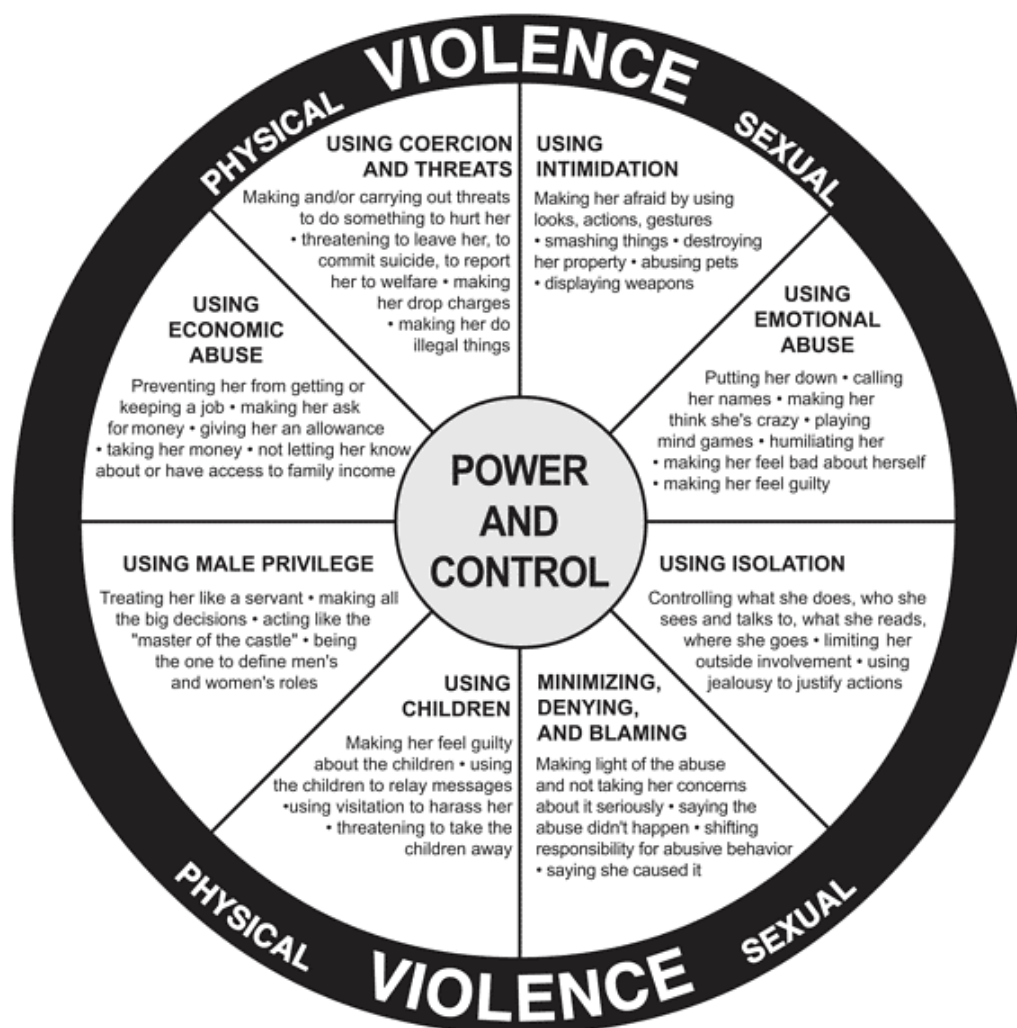 PHYSICAL VIOLENCE SEXUAL
USING COERCION
AND THREATS
Making and/or carrying out threats
to do something to hurt her
• threatening to leave her, to
commit suicide, to report
her to welfare • making
her drop charges
• making her do
illegal things
USING
INTIMIDATION
Making her afraid by using
looks, actions, gestures
• smashing things • destroying
her property • abusing pets
• displaying weapons
USING
EMOTIONAL
ABUSE
Putting her down • calling
her names • making her
think she's crazy • playing
mind games • humiliating her
• making her feel bad about herself
• making her feel guilty
USING ISOLATION
Controlling what she does, who she
sees and talks to, what she reads,
where she goes • limiting her
outside involvement • using
jealousy to justify actions
MINIMIZING,
DENYING,
AND BLAMING
Making light of the abuse
and not taking her concerns
about it seriously • saying the
abuse didn't happen • shifting
responsibility for abusive behavior
• saying she caused it
USING
CHILDREN
Making her feel guilty
about the children • using
the children to relay messages
•using visitation to harass her
• threatening to take the
children away
USING MALE PRIVILEGE
Treating her like a servant • making all
the big decisions • acting like the
"master of the castle" • being
the one to define men's
and women's roles
USING
ECONOMIC
ABUSE
Preventing her from getting or
keeping a job • making her ask
for money • giving her an allowance
• taking her money • not letting her know
about or have access to family income
POWER
AND
CONTROL
PHYSICAL VIOLENCE SEXUAL